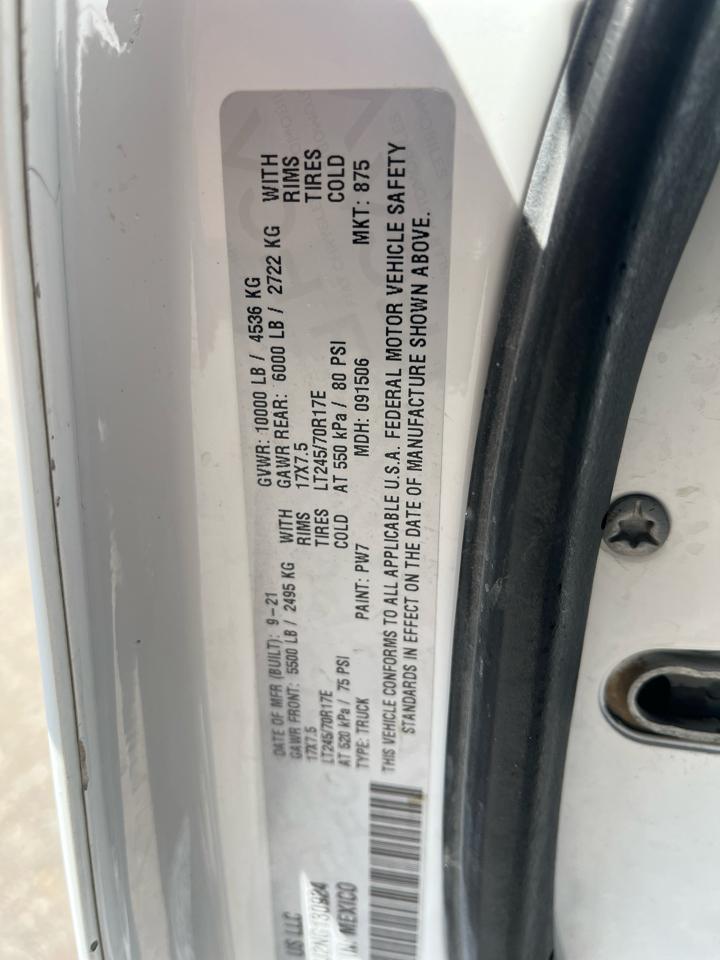 US LLC
DATE OF MFR (BUILT): 9-21 GVWR: 10000 LB / 4536 KG
GAWR FRONT: 5500 LB / 2495 KG WITH GAWR REAR: 6000 LB / 2722 KG WITH
17X7.5 RIMS 17X7.5 RIMS
LT245/70R17E TIRES LT245/70R17E TIRES
AT 520 kPa / 75 PSI COLD AT 550 kPa / 80 PSI COLD
TYPE: TRUCK PAINT: PW7 MDH: 091506 MKT: 875
THIS VEHICLE CONFORMS TO ALL APPLICABLE U.S.A. FEDERAL MOTOR VEHICLE SAFETY
STANDARDS IN EFFECT ON THE DATE OF MANUFACTURE SHOWN ABOVE.
MEXICO